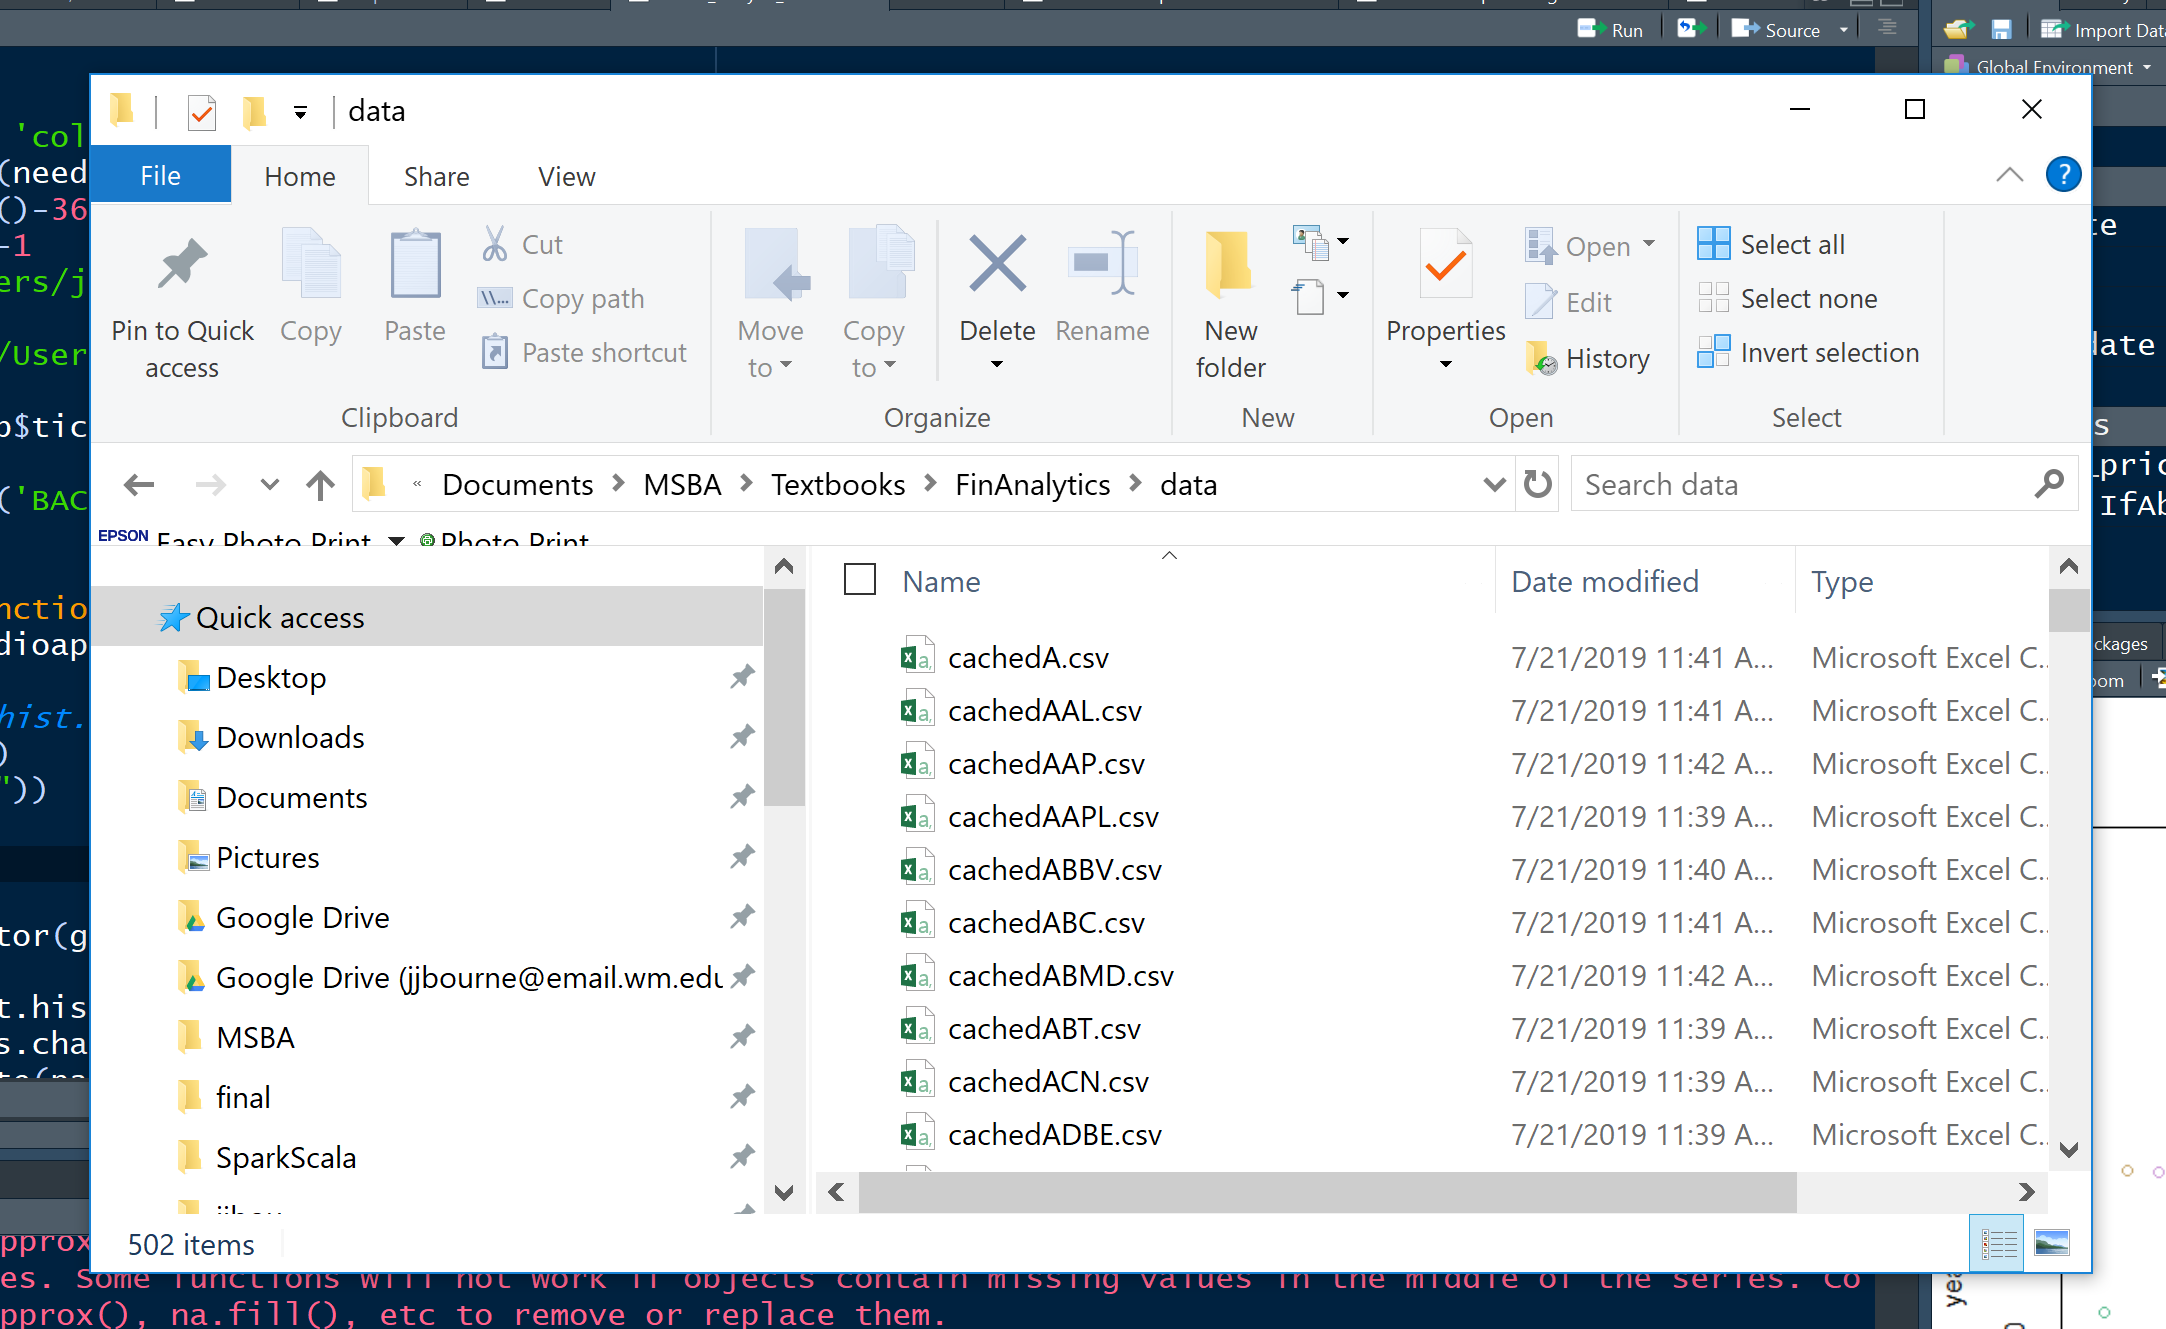 Run
Source
Import Dat
Global Environment
data
File
Home
Share
View
Pin to Quick access
Copy
Paste
Cut
Copy path
Paste shortcut
Clipboard
Move to
Copy to
Delete
Rename
Organize
New folder
New
Properties
Open
Edit
History
Open
Select all
Select none
Invert selection
Select
« Documents > MSBA > Textbooks > FinAnalytics > data
Search data
EPSON Easy Photo Print Photo Print
Quick access
Desktop
Downloads
Documents
Pictures
Google Drive
Google Drive (jjbourne@email.wm.edu
MSBA
final
SparkScala
Name Date modified Type
cachedA.csv 7/21/2019 11:41 A... Microsoft Excel C..
cachedAAL.csv 7/21/2019 11:41 A... Microsoft Excel C..
cachedAAP.csv 7/21/2019 11:42 A... Microsoft Excel C..
cachedAAPL.csv 7/21/2019 11:39 A... Microsoft Excel C..
cachedABBV.csv 7/21/2019 11:40 A... Microsoft Excel C..
cachedABC.csv 7/21/2019 11:41 A... Microsoft Excel C..
cachedABMD.csv 7/21/2019 11:42 A... Microsoft Excel C..
cachedABT.csv 7/21/2019 11:39 A... Microsoft Excel C..
cachedACN.csv 7/21/2019 11:39 A... Microsoft Excel C..
cachedADBE.csv 7/21/2019 11:39 A... Microsoft Excel C..
502 items
'col
(need
()-36
-1
ers/j
/User
o$tic
('BAC
nctio
dioap
hist.
)
"))
tor(g
t.his
s.cha
te
date
s
_pric
IfAb
ckages
oom
pprox
es. Some functions will not work if objects contain missing values in the middle of the series. Co
pprox(), na.fill(), etc to remove or replace them.
yea